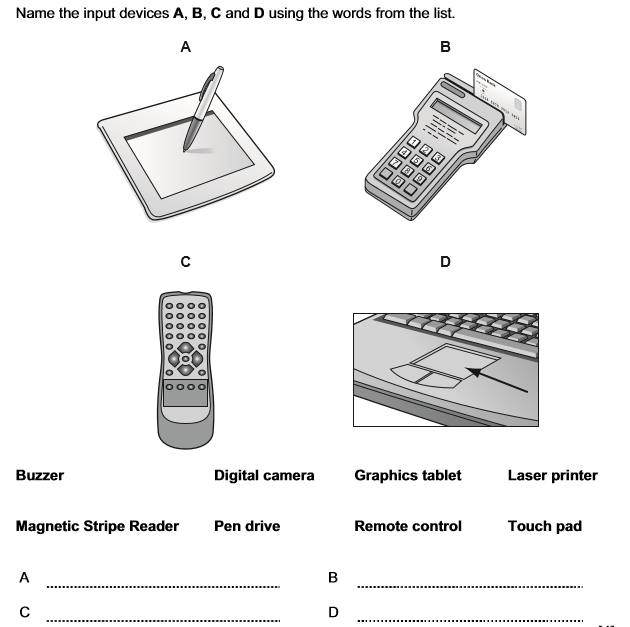 Name the input devices A, B, C and D using the words from the list.
A B
C D
Buzzer Digital camera Graphics tablet Laser printer
Magnetic Stripe Reader Pen drive Remote control Touch pad
A B
C D